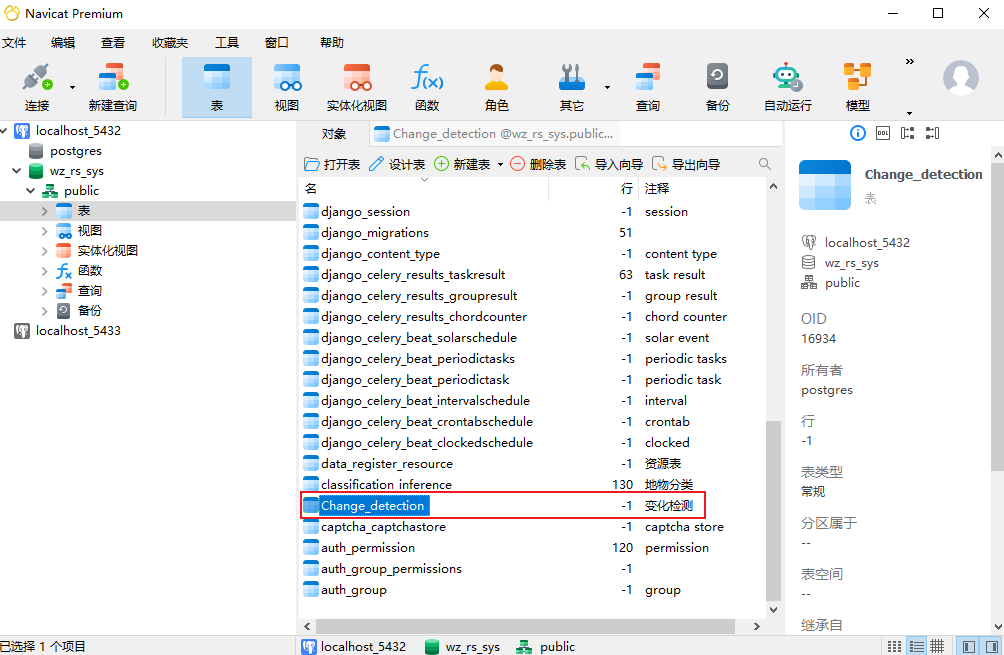 Navicat Premium
文件 编辑 查看 收藏夹 工具 窗口 帮助
连接 新建查询 表 视图 实体化视图 函数 角色 其它 查询 备份 自动运行 模型
localhost_5432
postgres
wz_rs_sys
public
表
视图
实体化视图
函数
查询
备份
localhost_5433
对象 Change_detection @wz_rs_sys.public...
打开表 设计表 新建表 删除表 导入向导 导出向导
名 行 注释
django_session -1 session
django_migrations 51
django_content_type -1 content type
django_celery_results_taskresult 63 task result
django_celery_results_groupresult -1 group result
django_celery_results_chordcounter -1 chord counter
django_celery_beat_solarschedule -1 solar event
django_celery_beat_periodictasks -1 periodic tasks
django_celery_beat_periodictask -1 periodic task
django_celery_beat_intervalschedule -1 interval
django_celery_beat_crontabschedule -1 crontab
django_celery_beat_clockedschedule -1 clocked
data_register_resource -1 资源表
classification_inference 130 地物分类
Change_detection -1 变化检测
captcha_captchastore -1 captcha store
auth_permission 120 permission
auth_group_permissions -1
auth_group -1 group
DDL
Change_detection
表
localhost_5432
wz_rs_sys
public
OID
16934
所有者
postgres
行
-1
表类型
常规
分区属于
--
表空间
--
继承自
已选择 1 个项目 localhost_5432 wz_rs_sys public